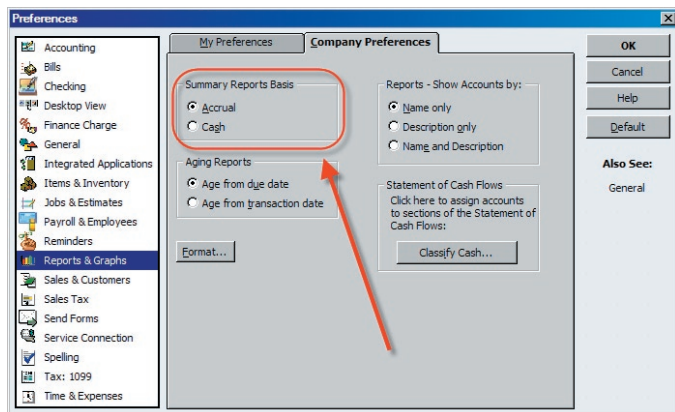 Preferences
Accounting
Bills
Checking
Desktop View
Finance Charge
General
Integrated Applications
Items & Inventory
Jobs & Estimates
Payroll & Employees
Reminders
Reports & Graphs
Sales & Customers
Sales Tax
Send Forms
Service Connection
Spelling
Tax: 1099
Time & Expenses
My Preferences
Company Preferences
Summary Reports Basis
Accrual
Cash
Aging Reports
Age from due date
Age from transaction date
Format...
Reports - Show Accounts by:
Name only
Description only
Name and Description
Statement of Cash Flows
Click here to assign accounts
to sections of the Statement of
Cash Flows:
Classify Cash...
OK
Cancel
Help
Default
Also See:
General